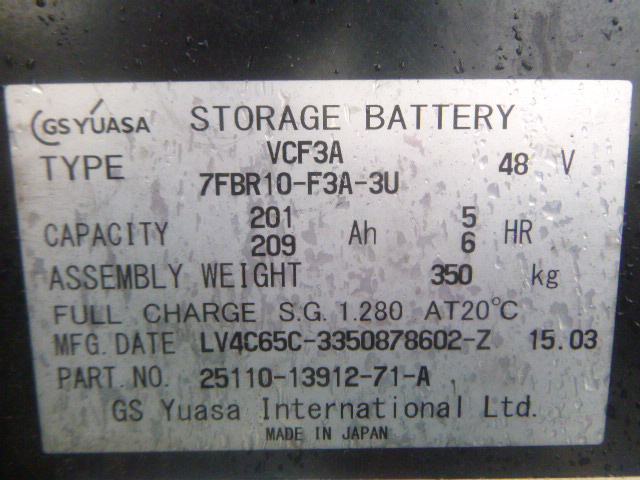 GS YUASA STORAGE BATTERY
TYPE VCF3A 48 V
7FBR10-F3A-3U
CAPACITY 201 Ah 5 HR
209 6
ASSEMBLY WEIGHT 350 kg
FULL CHARGE S.G. 1.280 AT20°C
MFG. DATE LV4C65C-3350878602-Z 15.03
PART. NO. 25110-13912-71-A
GS Yuasa International Ltd.
MADE IN JAPAN